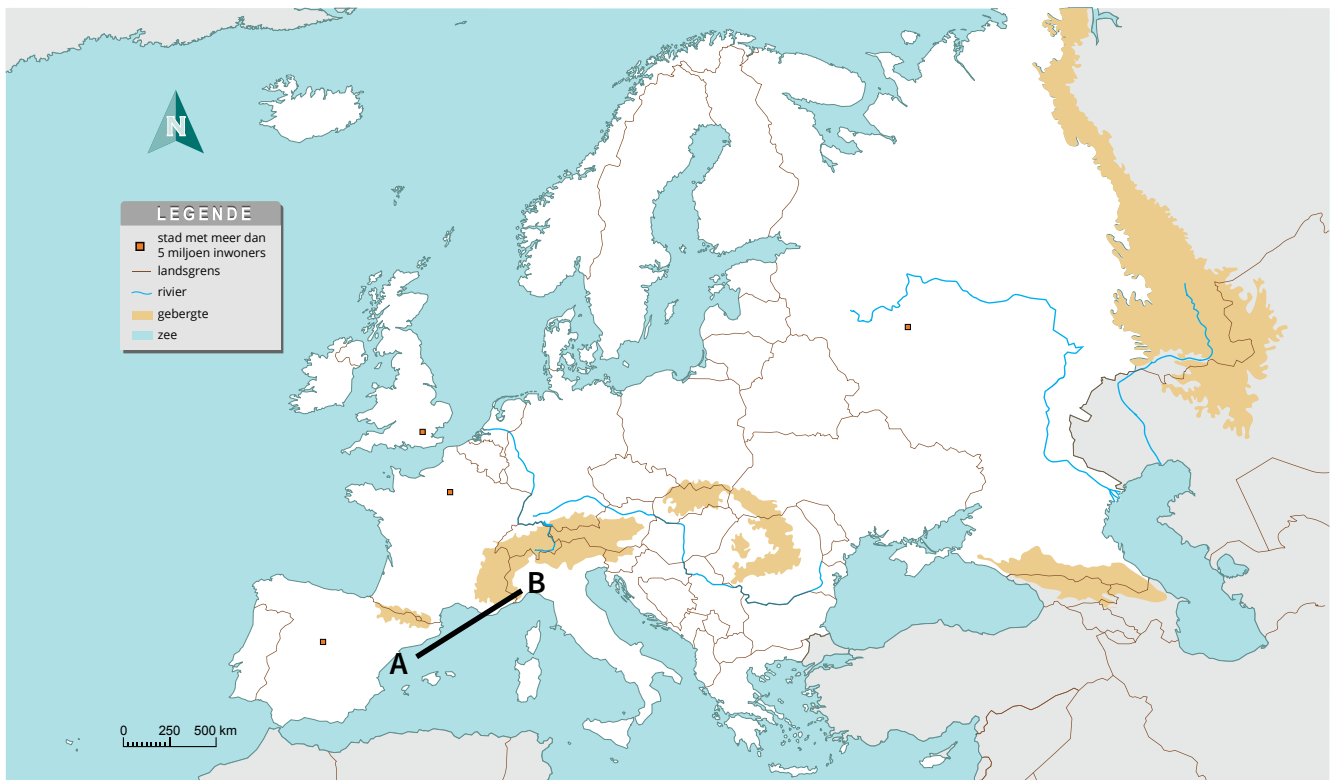 N
LEGENDE
stad met meer dan
5 miljoen inwoners
landsgrens
rivier
gebergte
zee
B
A
0 250 500 km